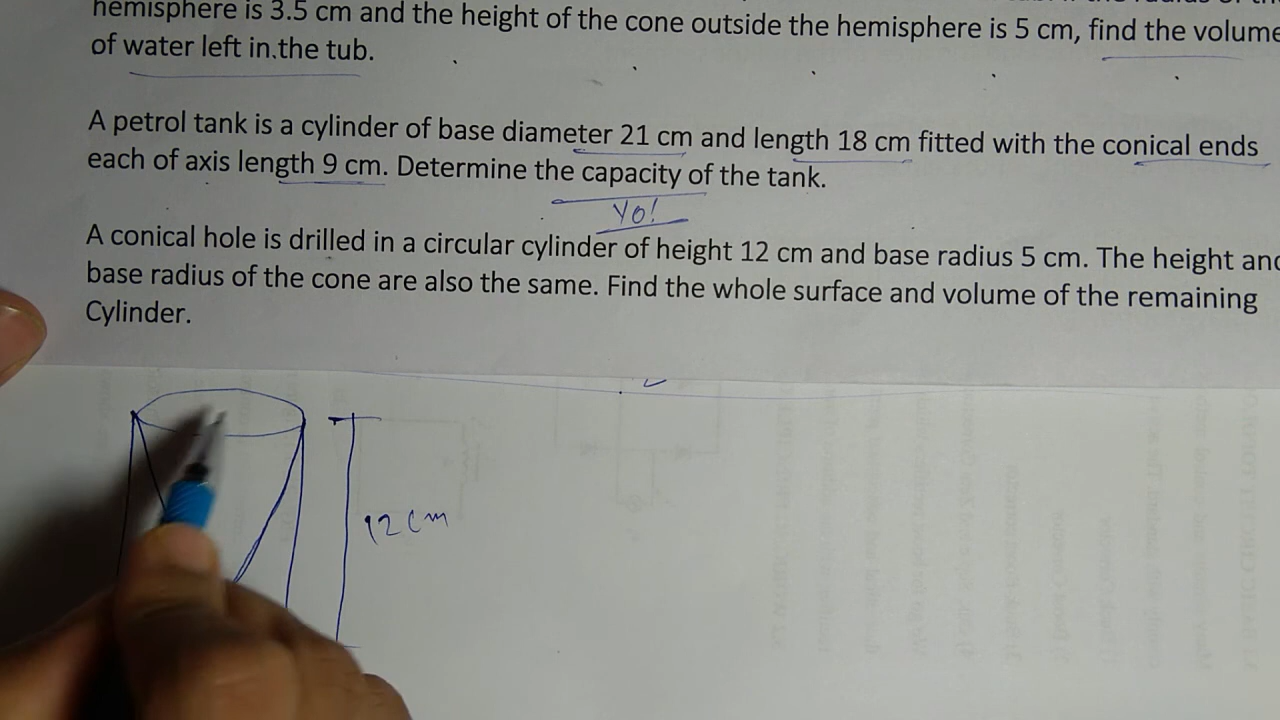 hemisphere is 3.5 cm and the height of the cone outside the hemisphere is 5 cm, find the volume
of water left in.the tub.
A petrol tank is a cylinder of base diameter 21 cm and length 18 cm fitted with the conical ends
each of axis length 9 cm. Determine the capacity of the tank.
Yo!
A conical hole is drilled in a circular cylinder of height 12 cm and base radius 5 cm. The height and
base radius of the cone are also the same. Find the whole surface and volume of the remaining
Cylinder.
12 cm